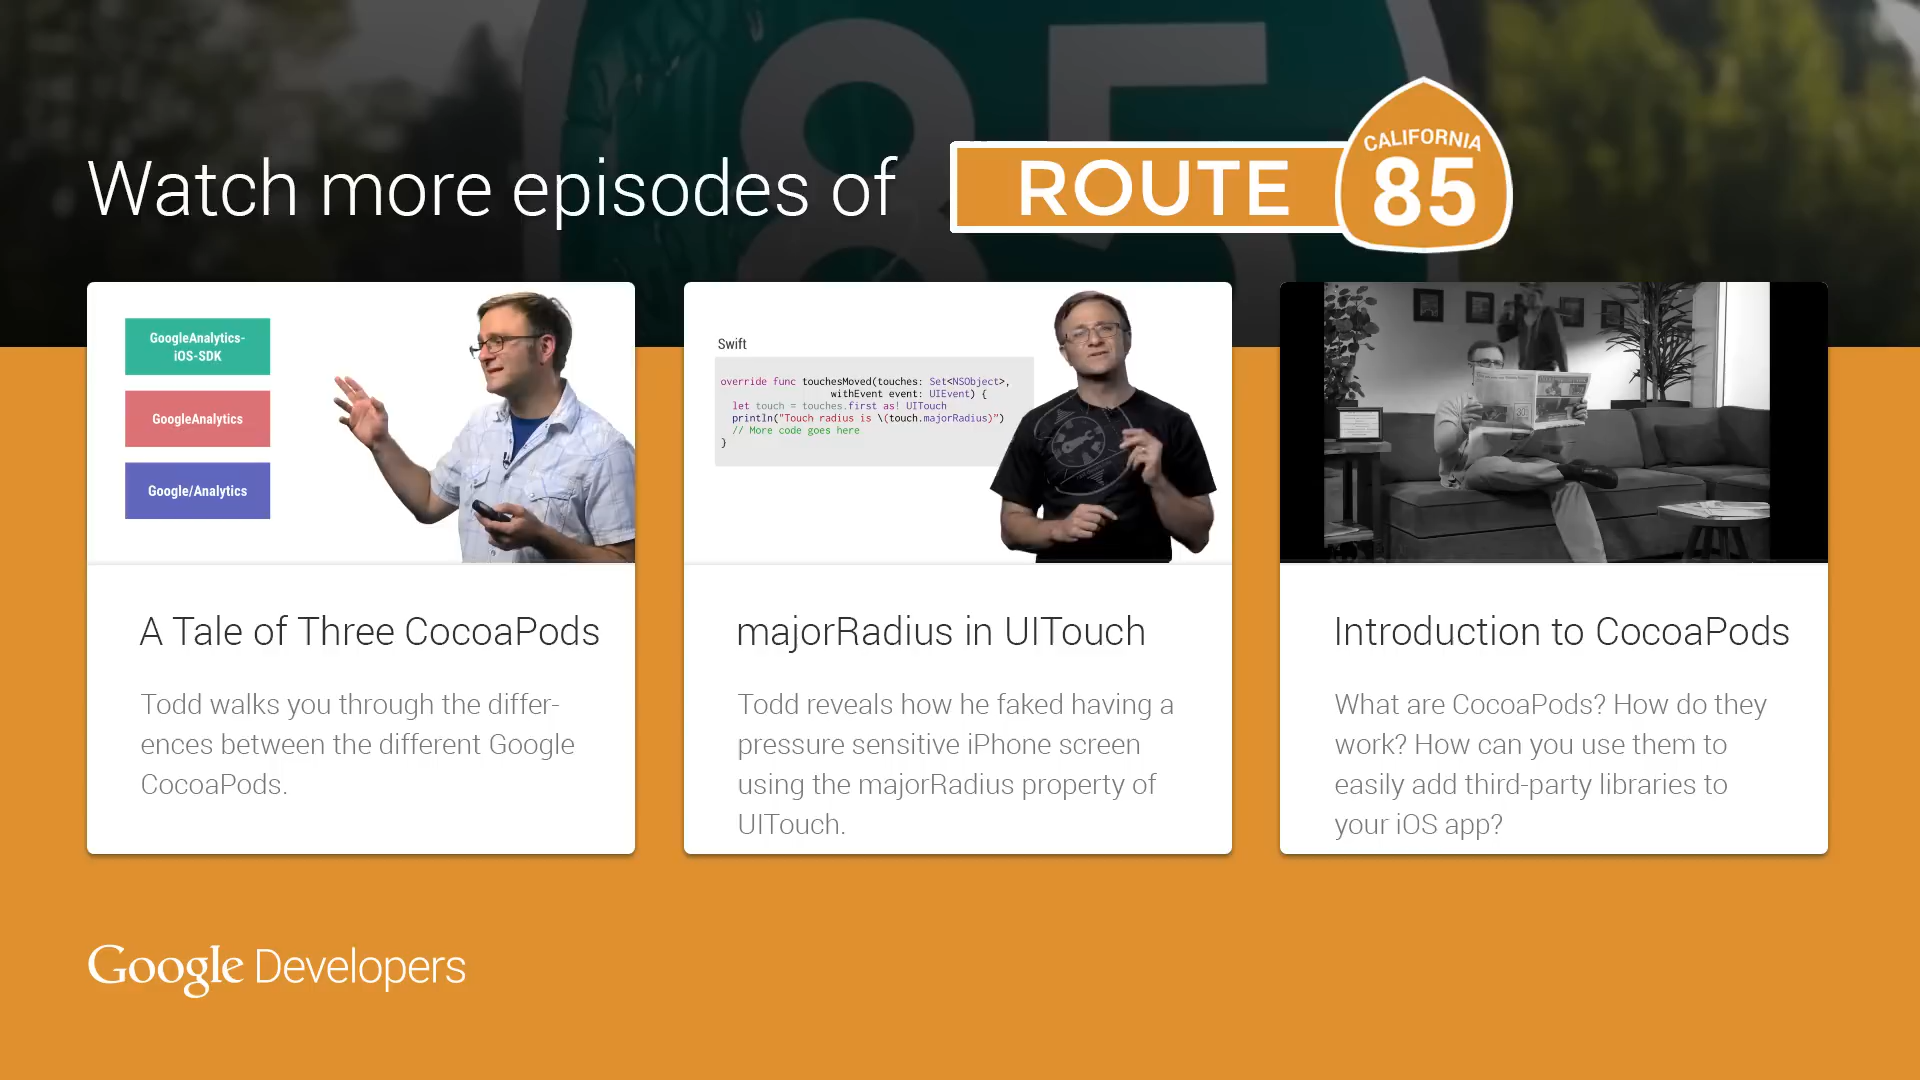 85
Watch more episodes of
ROUTE
CALIFORNIA
85
GoogleAnalytics-
iOS-SDK
GoogleAnalytics
Google/Analytics
Swift
override func touchesMoved(touches: Set<NSObject>,
withEvent event: UIEvent) {
let touch = touches.first as! UITouch
println("Touch radius is \(touch.majorRadius)")
// More code goes here
}
A Tale of Three CocoaPods
Todd walks you through the differ-
ences between the different Google
CocoaPods.
majorRadius in UITouch
Todd reveals how he faked having a
pressure sensitive iPhone screen
using the majorRadius property of
UITouch.
Introduction to CocoaPods
What are CocoaPods? How do they
work? How can you use them to
easily add third-party libraries to
your iOS app?
Google Developers